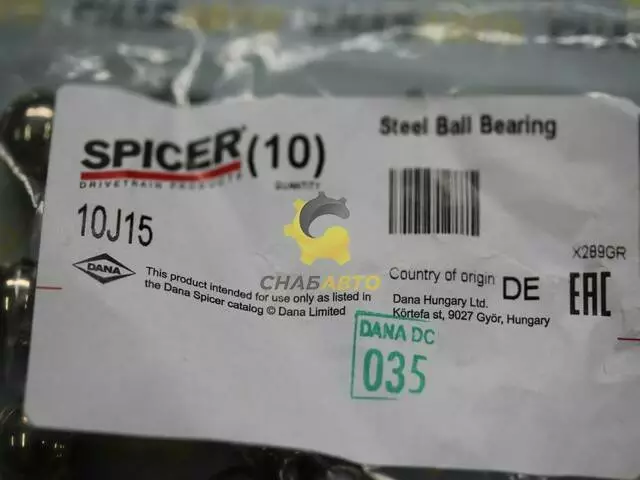 SPICER® (10)
DRIVETRAIN PRODUCTS
QUANTITY
Steel Ball Bearing
10J15
X289GR
DANA
This product intended for use only as listed in
the Dana Spicer catalog © Dana Limited
Country of origin DE
Dana Hungary Ltd.
Körtefa st, 9027 Györ, Hungary
EAC
DANA DC
035
СНАБАВТО